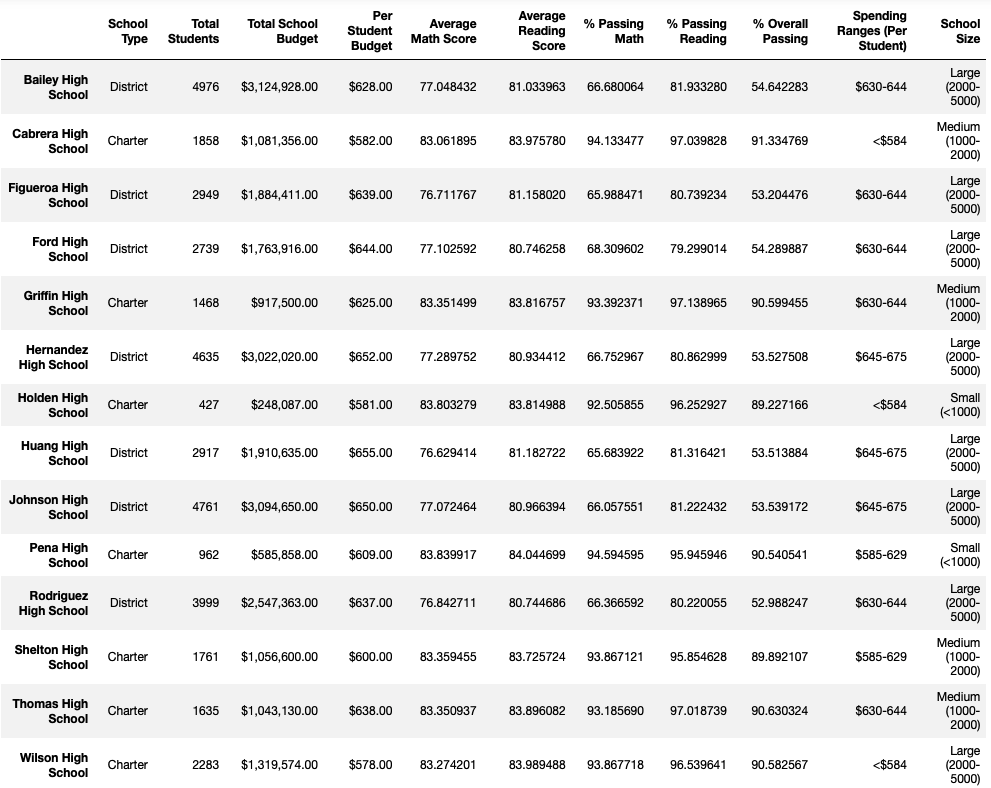 School Type | Total Students | Total School Budget | Per Student Budget | Average Math Score | Average Reading Score | % Passing Math | % Passing Reading | % Overall Passing | Spending Ranges (Per Student) | School Size
Bailey High School | District | 4976 | $3,124,928.00 | $628.00 | 77.048432 | 81.033963 | 66.680064 | 81.933280 | 54.642283 | $630-644 | Large (2000-5000)
Cabrera High School | Charter | 1858 | $1,081,356.00 | $582.00 | 83.061895 | 83.975780 | 94.133477 | 97.039828 | 91.334769 | <$584 | Medium (1000-2000)
Figueroa High School | District | 2949 | $1,884,411.00 | $639.00 | 76.711767 | 81.158020 | 65.988471 | 80.739234 | 53.204476 | $630-644 | Large (2000-5000)
Ford High School | District | 2739 | $1,763,916.00 | $644.00 | 77.102592 | 80.746258 | 68.309602 | 79.299014 | 54.289887 | $630-644 | Large (2000-5000)
Griffin High School | Charter | 1468 | $917,500.00 | $625.00 | 83.351499 | 83.816757 | 93.392371 | 97.138965 | 90.599455 | $630-644 | Medium (1000-2000)
Hernandez High School | District | 4635 | $3,022,020.00 | $652.00 | 77.289752 | 80.934412 | 66.752967 | 80.862999 | 53.527508 | $645-675 | Large (2000-5000)
Holden High School | Charter | 427 | $248,087.00 | $581.00 | 83.803279 | 83.814988 | 92.505855 | 96.252927 | 89.227166 | <$584 | Small (<1000)
Huang High School | District | 2917 | $1,910,635.00 | $655.00 | 76.629414 | 81.182722 | 65.683922 | 81.316421 | 53.513884 | $645-675 | Large (2000-5000)
Johnson High School | District | 4761 | $3,094,650.00 | $650.00 | 77.072464 | 80.966394 | 66.057551 | 81.222432 | 53.539172 | $645-675 | Large (2000-5000)
Pena High School | Charter | 962 | $585,858.00 | $609.00 | 83.839917 | 84.044699 | 94.594595 | 95.945946 | 90.540541 | $585-629 | Small (<1000)
Rodriguez High School | District | 3999 | $2,547,363.00 | $637.00 | 76.842711 | 80.744686 | 66.366592 | 80.220055 | 52.988247 | $630-644 | Large (2000-5000)
Shelton High School | Charter | 1761 | $1,056,600.00 | $600.00 | 83.359455 | 83.725724 | 93.867121 | 95.854628 | 89.892107 | $585-629 | Medium (1000-2000)
Thomas High School | Charter | 1635 | $1,043,130.00 | $638.00 | 83.350937 | 83.896082 | 93.185690 | 97.018739 | 90.630324 | $630-644 | Medium (1000-2000)
Wilson High School | Charter | 2283 | $1,319,574.00 | $578.00 | 83.274201 | 83.989488 | 93.867718 | 96.539641 | 90.582567 | <$584 | Large (2000-5000)